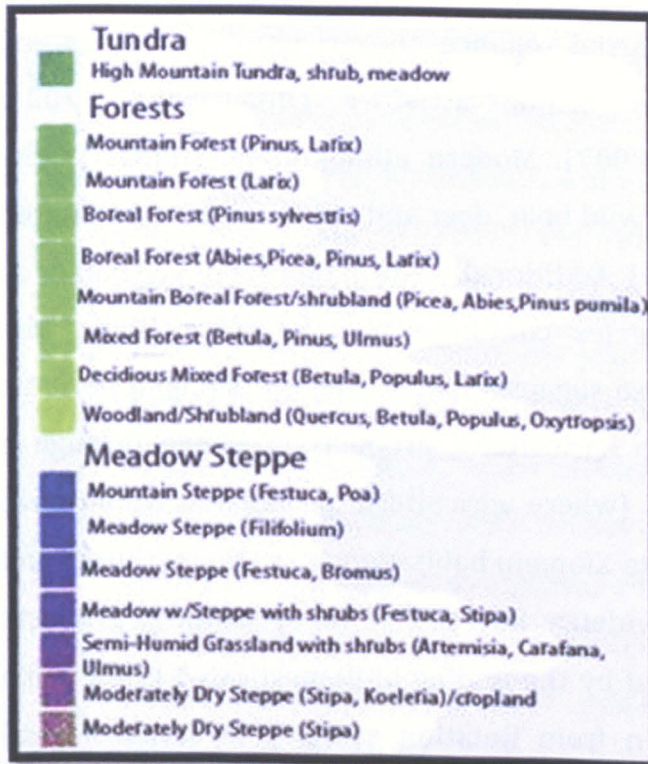 Tundra
High Mountain Tundra, shrub, meadow
Forests
Mountain Forest (Pinus, Larix)
Mountain Forest (Larix)
Boreal Forest (Pinus sylvestris)
Boreal Forest (Abies,Picea, Pinus, Larix)
Mountain Boreal Forest/shrubland (Picea, Abies,Pinus pumila)
Mixed Forest (Betula, Pinus, Ulmus)
Decidious Mixed Forest (Betula, Populus, Larix)
Woodland/Shrubland (Quercus, Betula, Populus, Oxytropsis)
Meadow Steppe
Mountain Steppe (Festuca, Poa)
Meadow Steppe (Filifolium)
Meadow Steppe (Festuca, Bromus)
Meadow w/Steppe with shrubs (Festuca, Stipa)
Semi-Humid Grassland with shrubs (Artemisia, Carafana,
Ulmus)
Moderately Dry Steppe (Stipa, Koeleria)/cropland
Moderately Dry Steppe (Stipa)